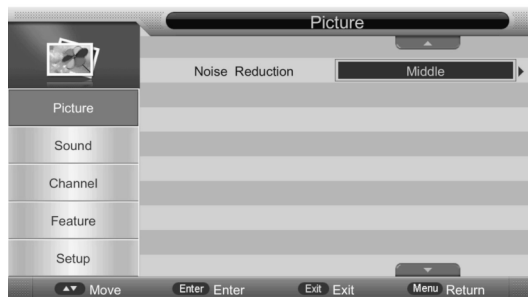 Picture
Noise Reduction Middle
Picture
Sound
Channel
Feature
Setup
Move Enter Enter Exit Exit Menu Return